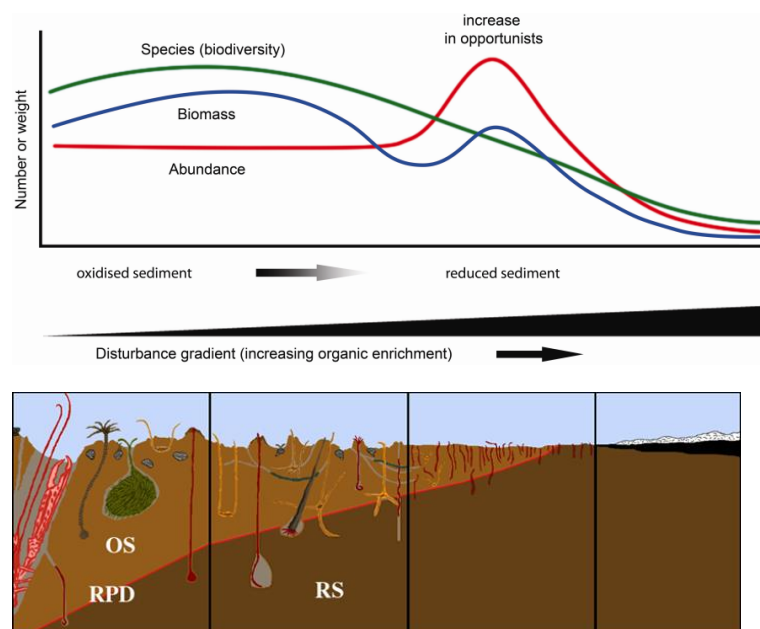 increase
in opportunists
Species (biodiversity)
Biomass
Abundance
Number or weight
oxidised sediment
reduced sediment
Disturbance gradient (increasing organic enrichment)
OS
RPD
RS